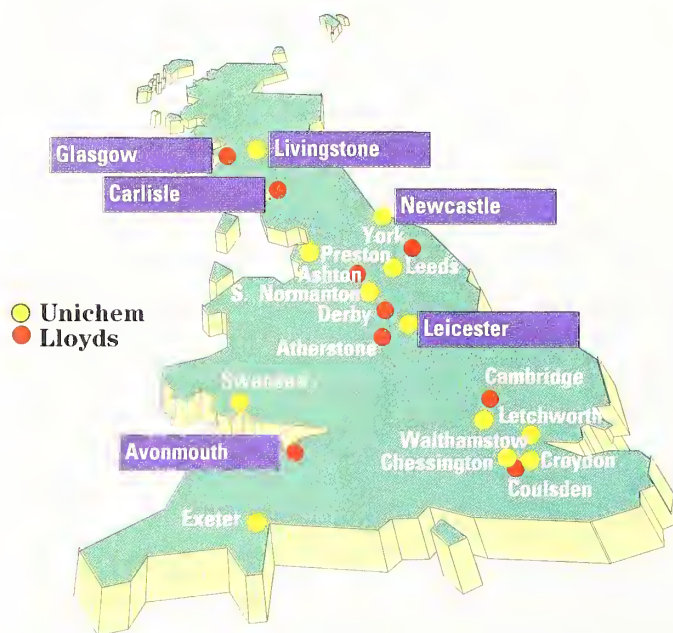 Glasgow
Livingstone
Carlisle
Newcastle
York
Preston
Leeds
Ashton
S. Normanton
Unichem
Derby
Lloyds
Leicester
Atherstone
Cambridge
Swansea
Letchworth
Walthamstow
Avonmouth
Chessington
Croydon
Coulsden
Exeter